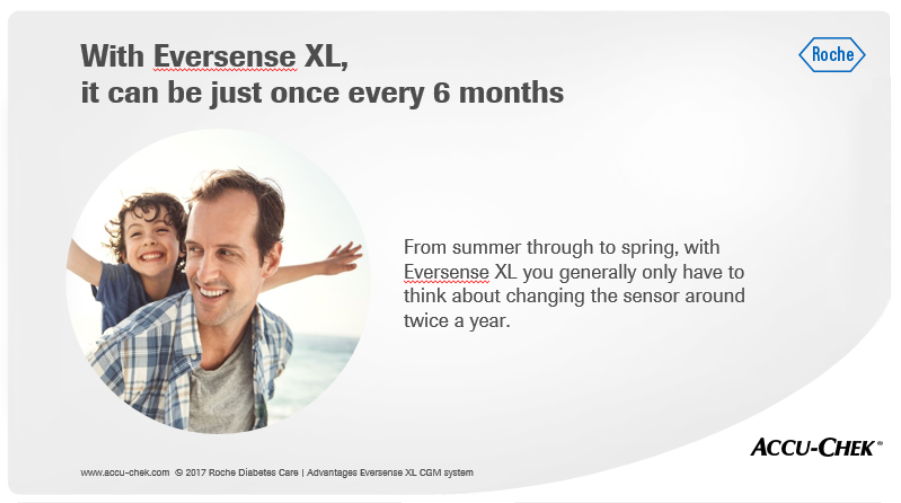 With Eversense XL,
it can be just once every 6 months
Roche
From summer through to spring, with
Eversense XL you generally only have to
think about changing the sensor around
twice a year.
ACCU-CHEK®
www.accu-chek.com © 2017 Roche Diabetes Care | Advantages Eversense XL CGM system